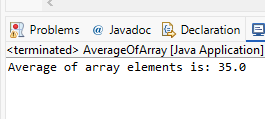 Problems @ Javadoc Declaration
<terminated> AverageOfArray [Java Application]
Average of array elements is: 35.0